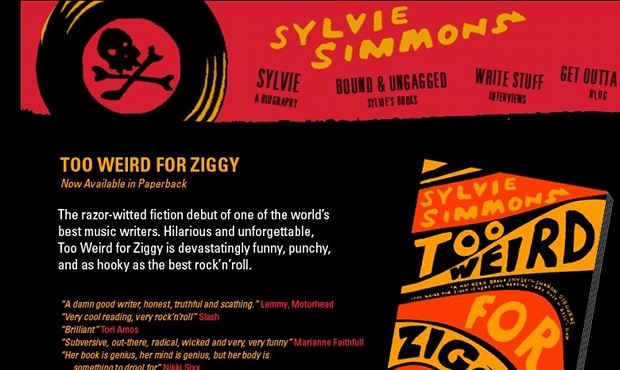 SYLVIE
SIMMONS
SYLVIE
A BIOGRAPHY
BOUND & UNGAGGED
SYLVIE'S BOOKS
WRITE STUFF
INTERVIEWS
GET OUTTA
BLOG
TOO WEIRD FOR ZIGGY
Now Available in Paperback
The razor-witted fiction debut of one of the world's
best music writers. Hilarious and unforgettable,
Too Weird for Ziggy is devastatingly funny, punchy,
and as hooky as the best rock'n'roll.
"A damn good writer, honest, truthful and scathing." Lemmy, Motorhead
"Very cool reading, very rock'n'roll" Slash
"Brilliant" Tori Amos
"Subversive, out-there, radical, wicked and very, very funny" Marianne Faithfull
"Her book is genius, her mind is genius, but her body is
something to drool for" Nikki Sixx
SYLVIE
SIMMONS
TOO
WEIRD
FOR
ZIGG